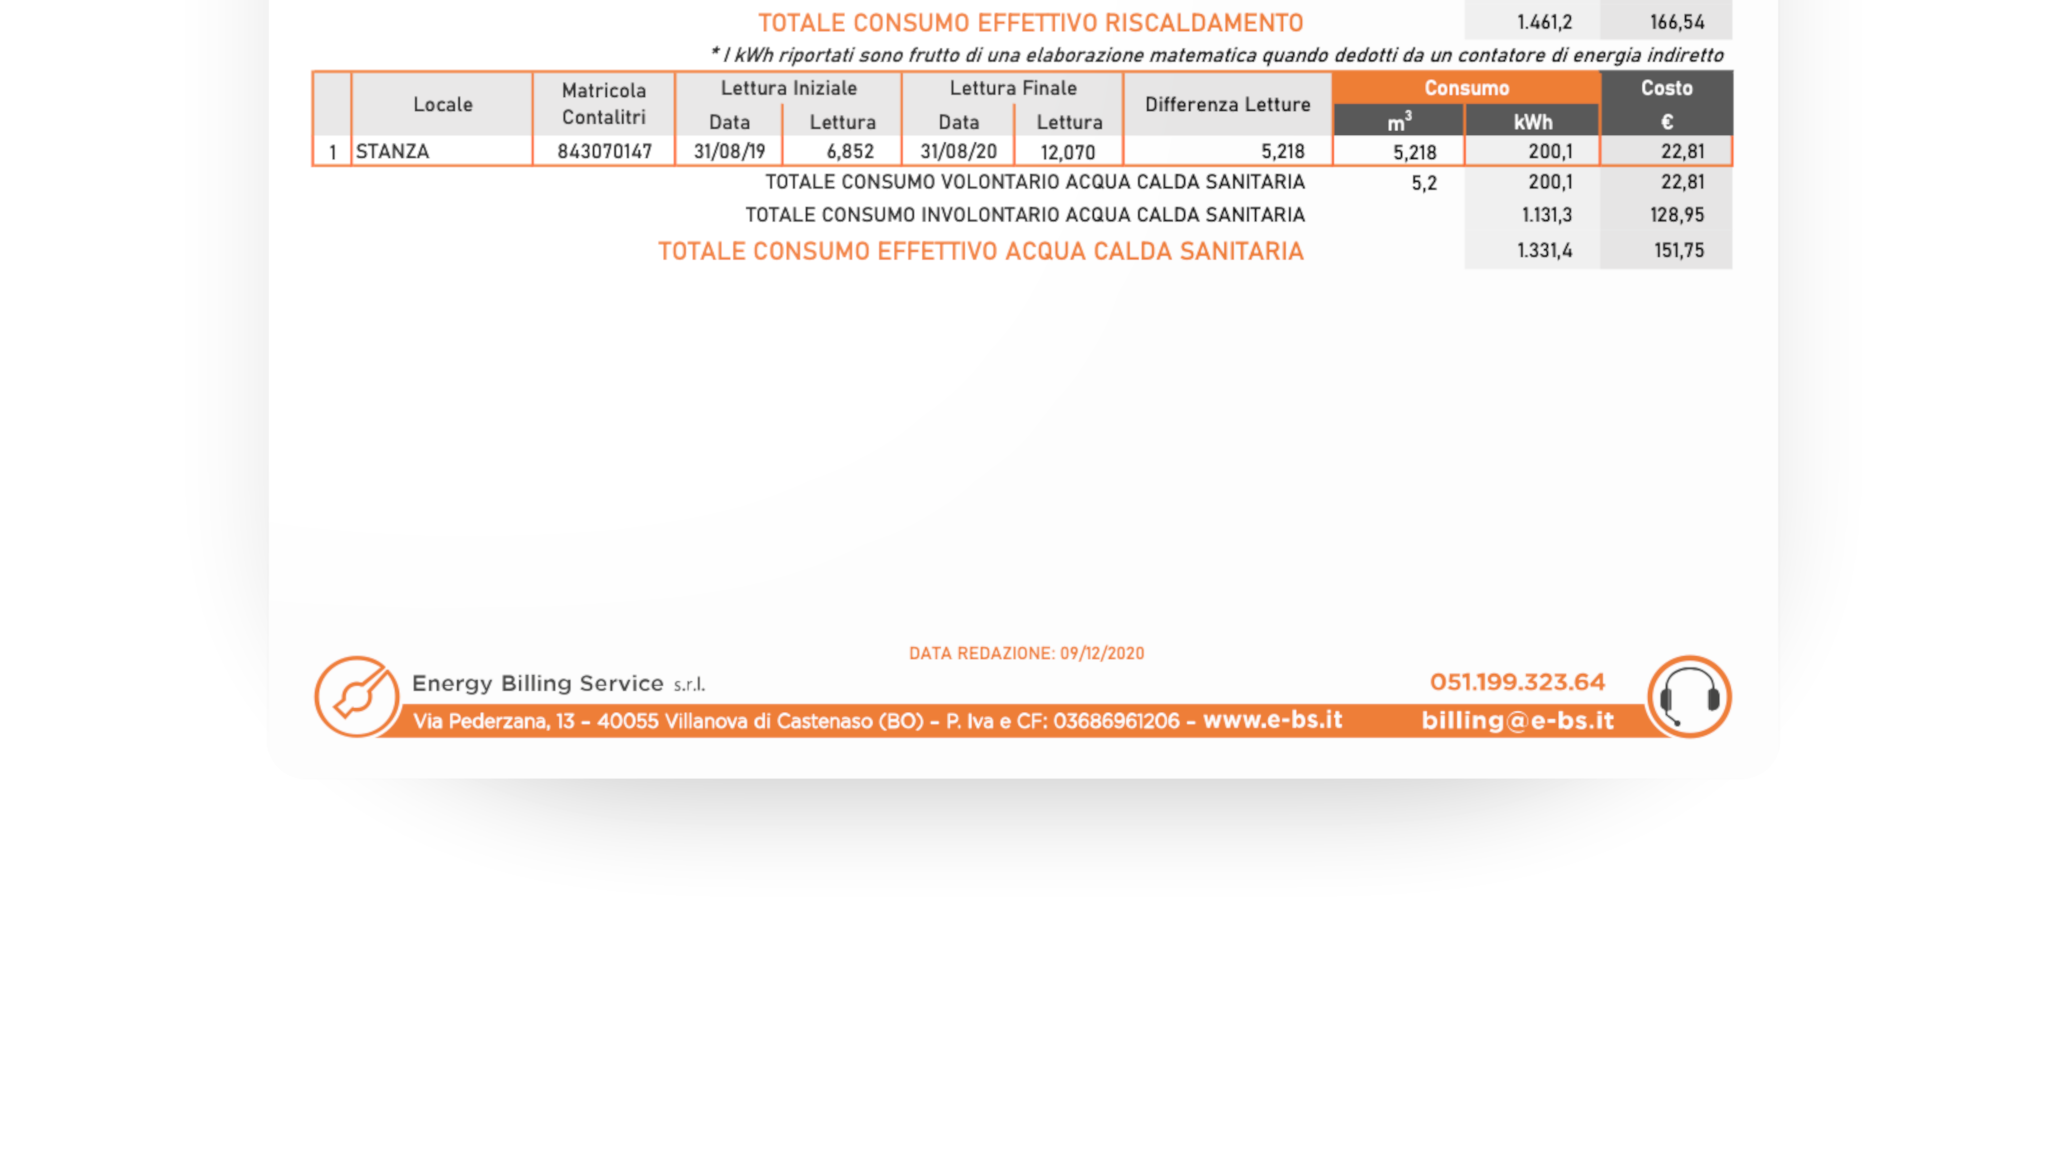 TOTALE CONSUMO EFFETTIVO RISCALDAMENTO 1.461,2 166,54
* I kWh riportati sono frutto di una elaborazione matematica quando dedotti da un contatore di energia indiretto
Locale Matricola Contalitri Lettura Iniziale Lettura Finale Differenza Letture Consumo Costo
Data Lettura Data Lettura m³ kWh €
1 STANZA 843070147 31/08/19 6,852 31/08/20 12,070 5,218 5,218 200,1 22,81
TOTALE CONSUMO VOLONTARIO ACQUA CALDA SANITARIA 5,2 200,1 22,81
TOTALE CONSUMO INVOLONTARIO ACQUA CALDA SANITARIA 1.131,3 128,95
TOTALE CONSUMO EFFETTIVO ACQUA CALDA SANITARIA 1.331,4 151,75
DATA REDAZIONE: 09/12/2020
Energy Billing Service s.r.l. 051.199.323.64
Via Pederzana, 13 - 40055 Villanova di Castenaso (BO) - P. Iva e CF: 03686961206 - www.e-bs.it billing@e-bs.it